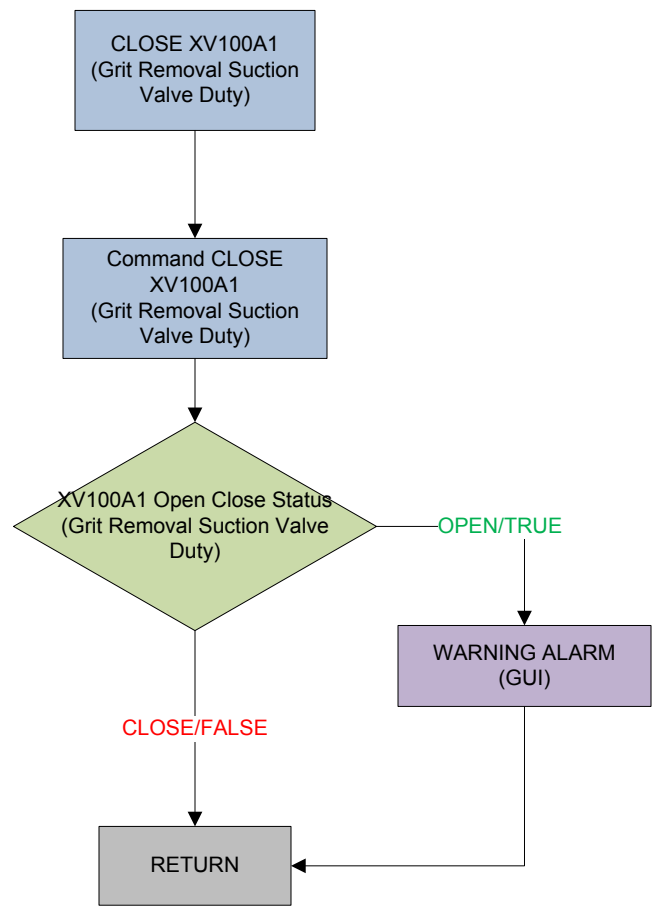 CLOSE XV100A1
(Grit Removal Suction
Valve Duty)
Command CLOSE
XV100A1
(Grit Removal Suction
Valve Duty)
XV100A1 Open Close Status
(Grit Removal Suction Valve
Duty)
OPEN/TRUE
WARNING ALARM
(GUI)
CLOSE/FALSE
RETURN